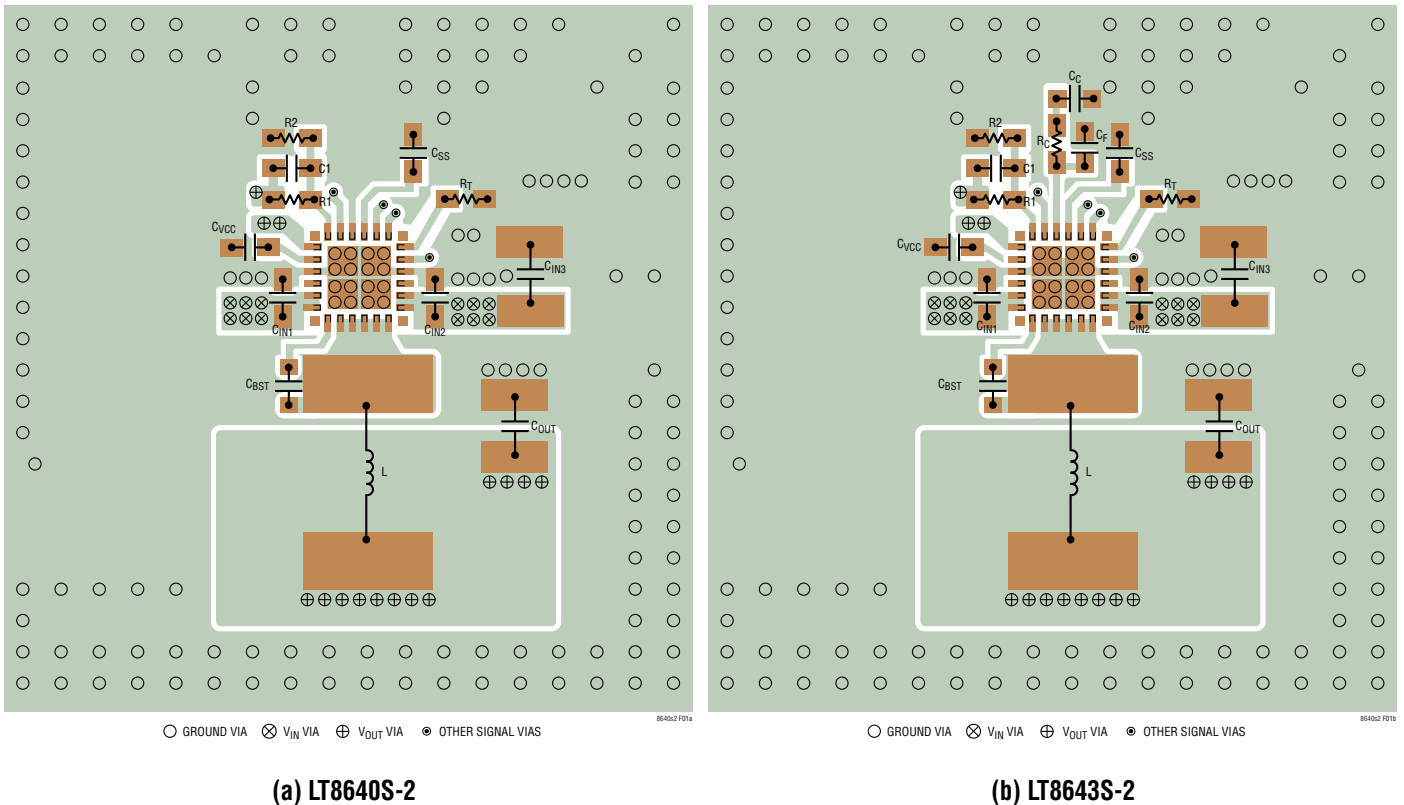 R2
C1
R1
CSS
RT
CVCC
CIN1
CIN2
CIN3
CBST
COUT
L
8640s2 F01a
GROUND VIA VIN VIA VOUT VIA OTHER SIGNAL VIAS
(a) LT8640S-2
CC
R2
RC
CF
C1
CSS
R1
RT
CVCC
CIN1
CIN2
CIN3
CBST
COUT
L
8640s2 F01b
GROUND VIA VIN VIA VOUT VIA OTHER SIGNAL VIAS
(b) LT8643S-2